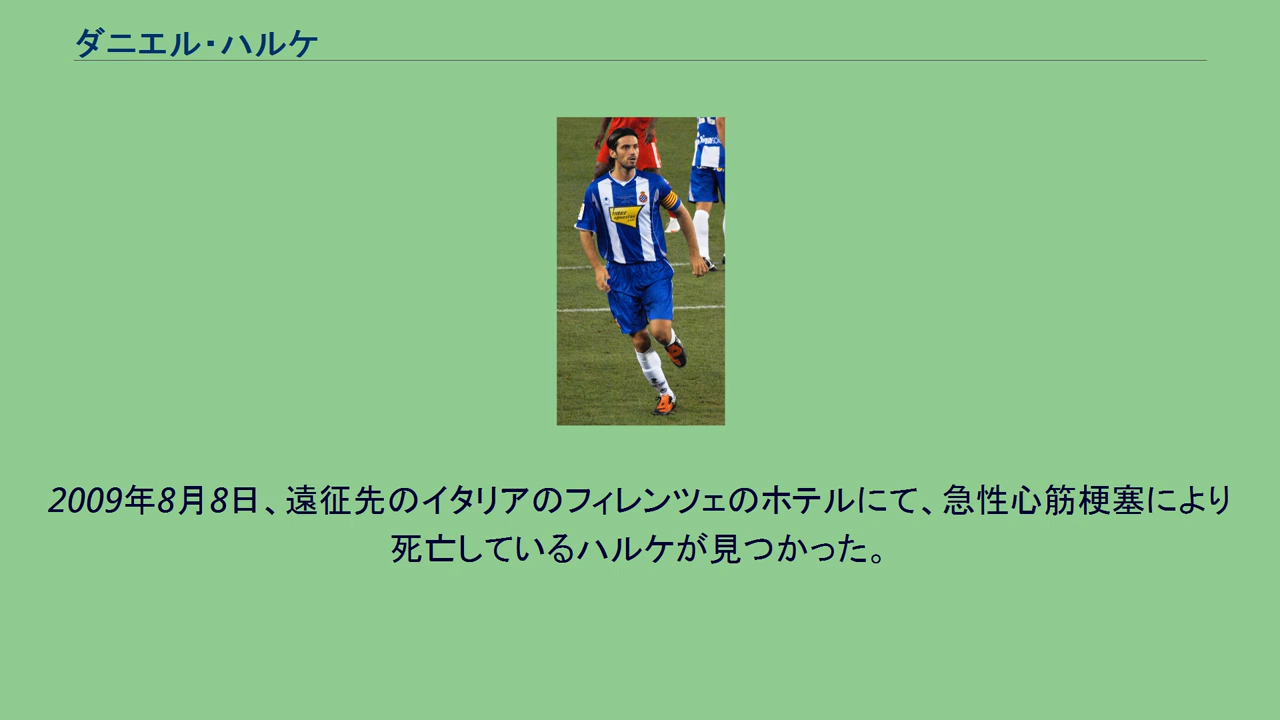 ダニエル・ハルケ
2009年8月8日、遠征先のイタリアのフィレンツェのホテルにて、急性心筋梗塞により
死亡しているハルケが見つかった。